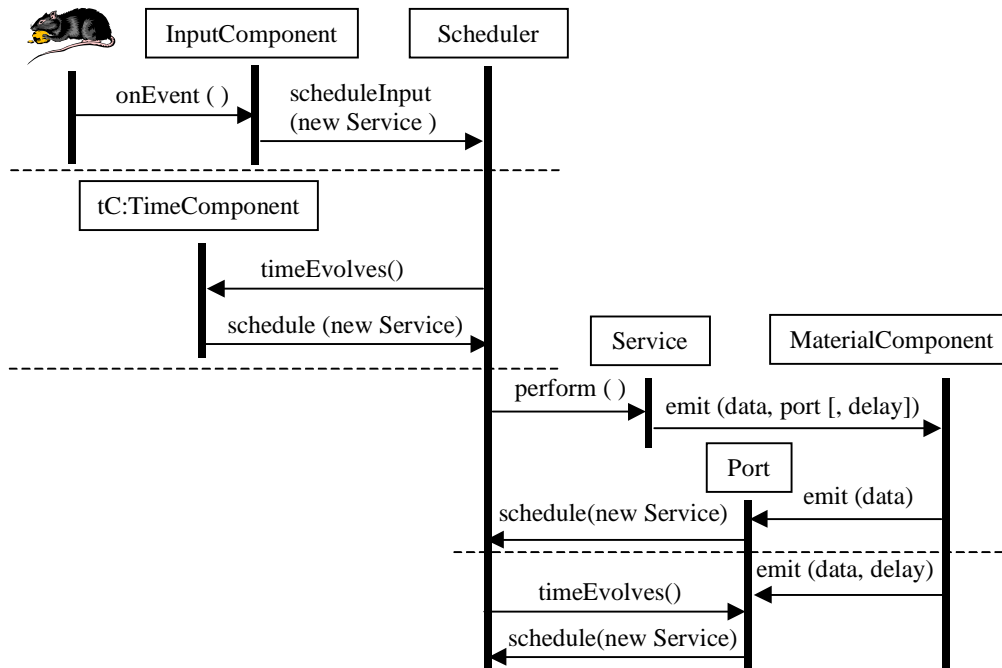 InputComponent
Scheduler
onEvent ( )
scheduleInput
(new Service )
tC:TimeComponent
timeEvolves()
schedule (new Service)
Service
MaterialComponent
perform ( )
emit (data, port [, delay])
Port
emit (data)
schedule(new Service)
emit (data, delay)
timeEvolves()
schedule(new Service)